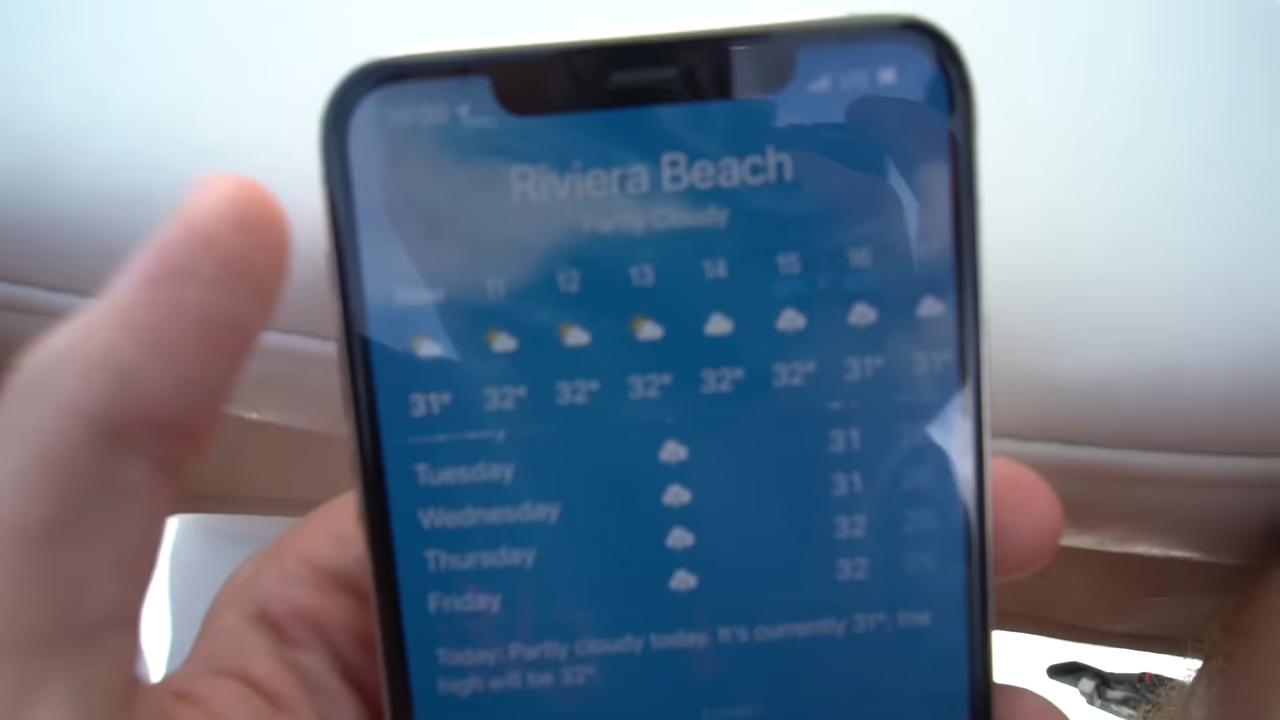 LTE
Riviera Beach
Partly Cloudy
Now 11 12 13 14 15 16
31° 32° 32° 32° 32° 32° 31° 31°
Tuesday 31
Wednesday 31
Thursday 32
Friday 32
Today: Partly cloudy today. It's currently 31°; the
high will be 32°.